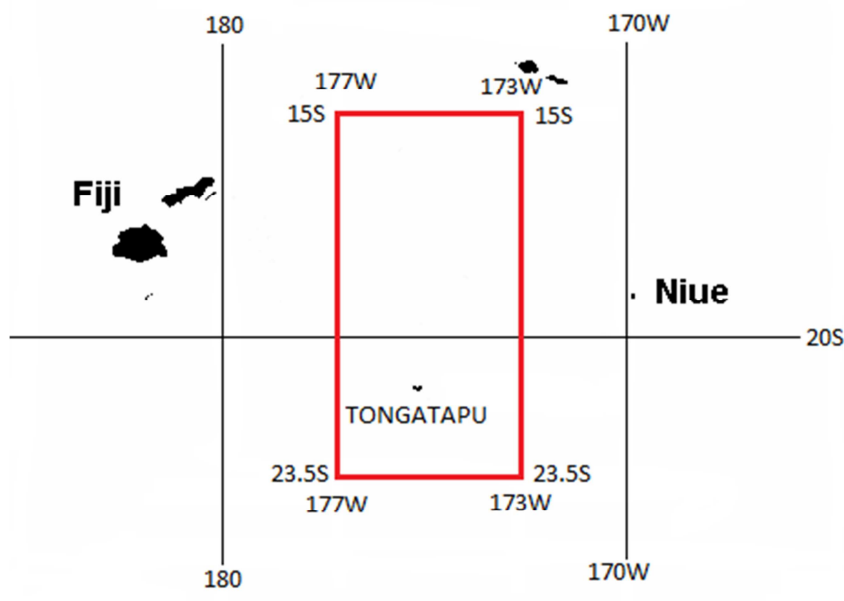 180
170W
177W
173W
15S
15S
Fiji
Niue
20S
TONGATAPU
23.5S
23.5S
177W
173W
180
170W